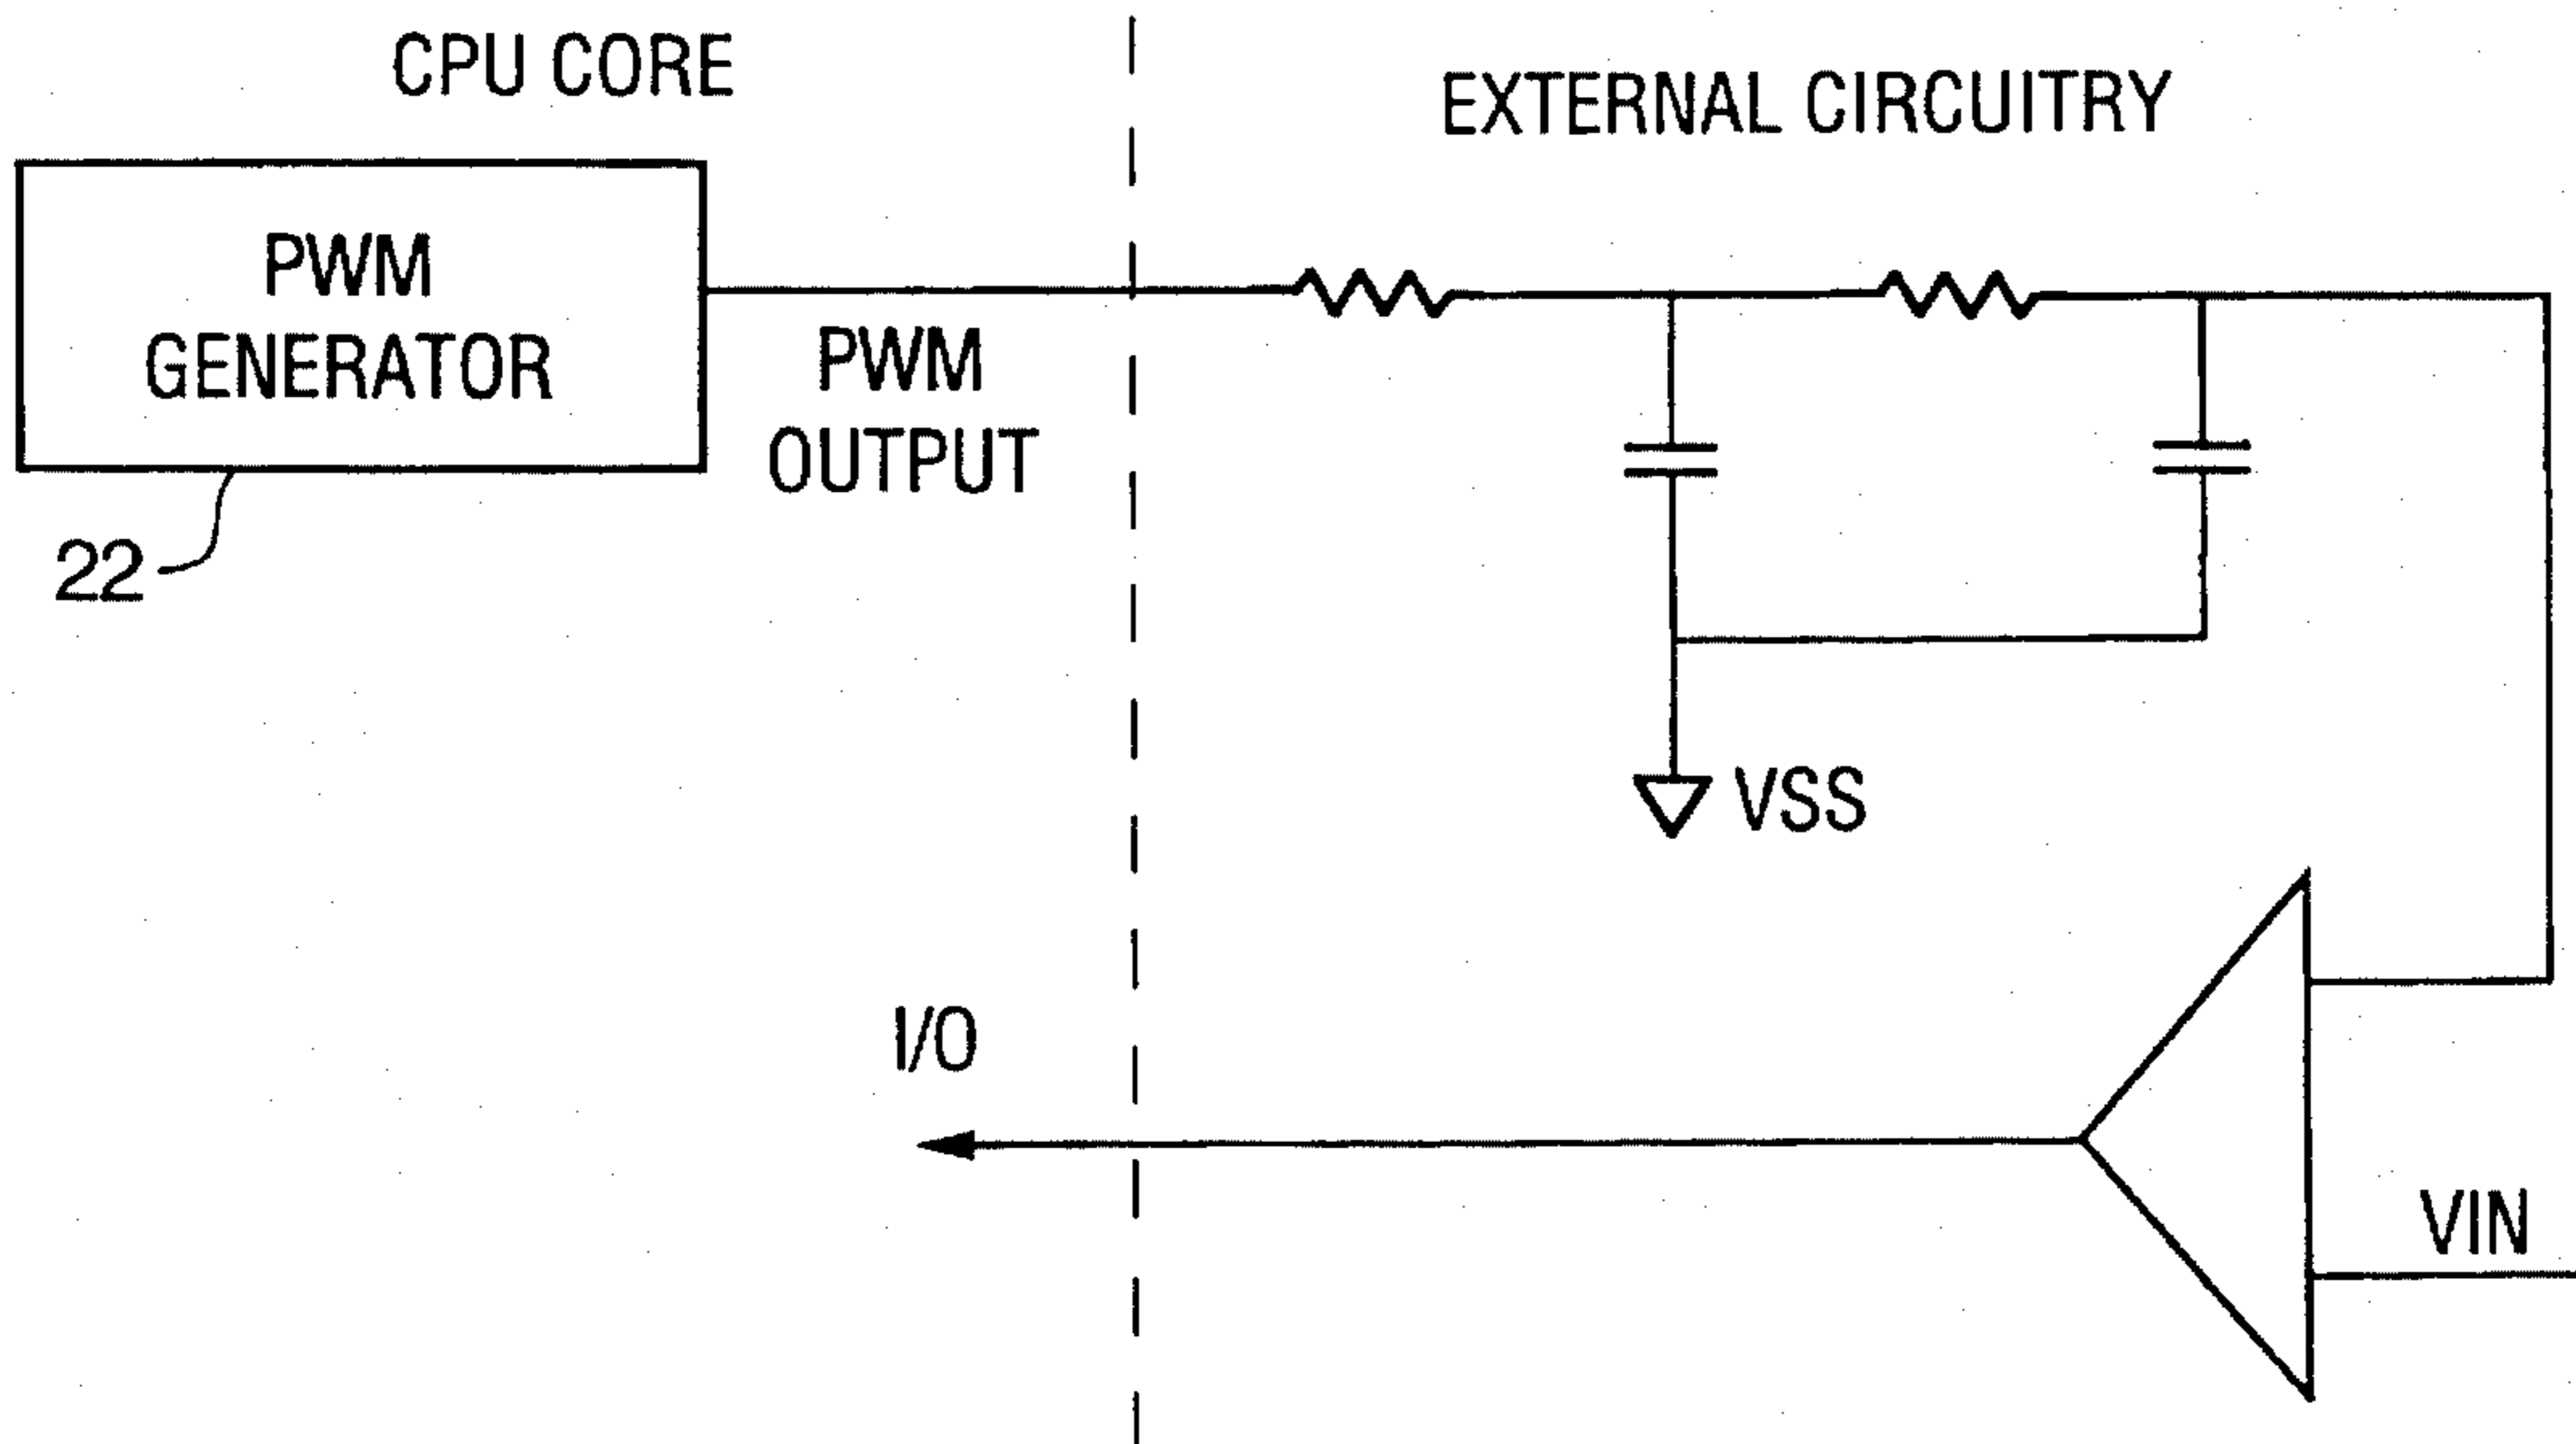 CPU CORE
EXTERNAL CIRCUITRY
PWM
GENERATOR
PWM
OUTPUT
22
VSS
I/O
VIN